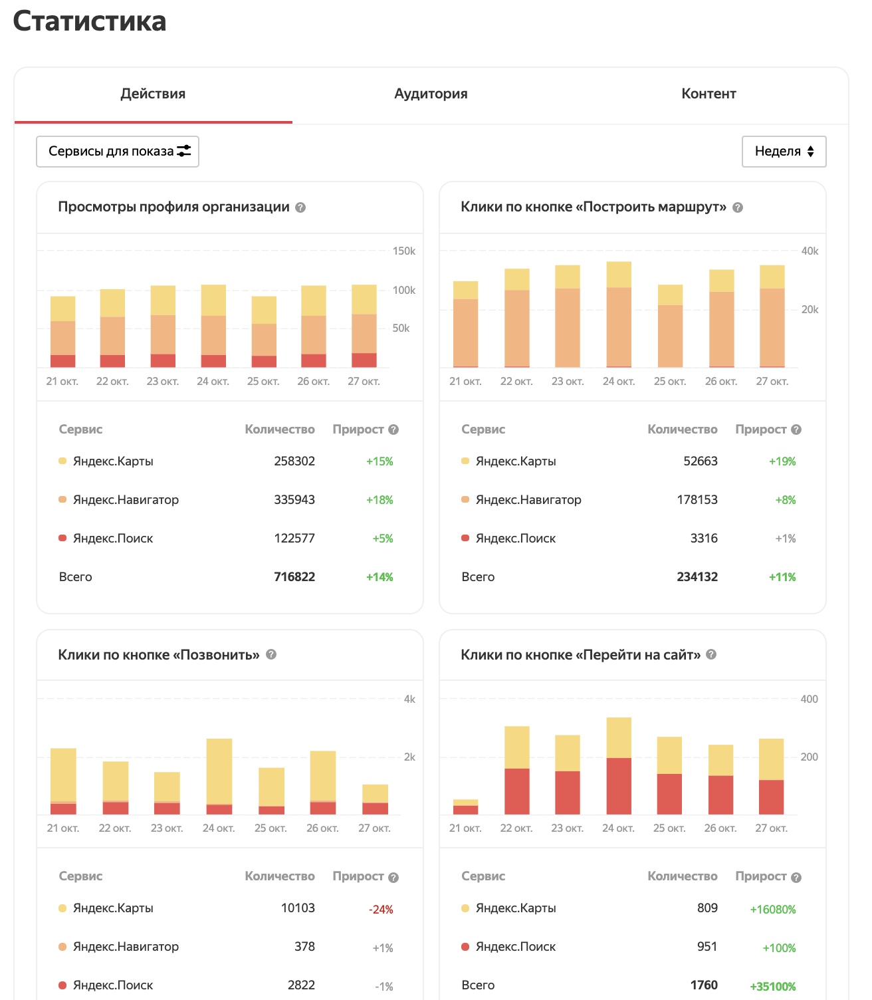 Статистика
Действия
Аудитория
Контент
Сервисы для показа
Неделя
Просмотры профиля организации ?
150k
100k
50k
21 окт. 22 окт. 23 окт. 24 окт. 25 окт. 26 окт. 27 окт.
Сервис Количество Прирост ?
Яндекс.Карты 258302 +15%
Яндекс.Навигатор 335943 +18%
Яндекс.Поиск 122577 +5%
Всего 716822 +14%
Клики по кнопке «Построить маршрут» ?
40k
20k
21 окт. 22 окт. 23 окт. 24 окт. 25 окт. 26 окт. 27 окт.
Сервис Количество Прирост ?
Яндекс.Карты 52663 +19%
Яндекс.Навигатор 178153 +8%
Яндекс.Поиск 3316 +1%
Всего 234132 +11%
Клики по кнопке «Позвонить» ?
4k
2k
21 окт. 22 окт. 23 окт. 24 окт. 25 окт. 26 окт. 27 окт.
Сервис Количество Прирост ?
Яндекс.Карты 10103 -24%
Яндекс.Навигатор 378 +1%
Яндекс.Поиск 2822 -1%
Клики по кнопке «Перейти на сайт» ?
400
200
21 окт. 22 окт. 23 окт. 24 окт. 25 окт. 26 окт. 27 окт.
Сервис Количество Прирост ?
Яндекс.Карты 809 +16080%
Яндекс.Поиск 951 +100%
Всего 1760 +35100%